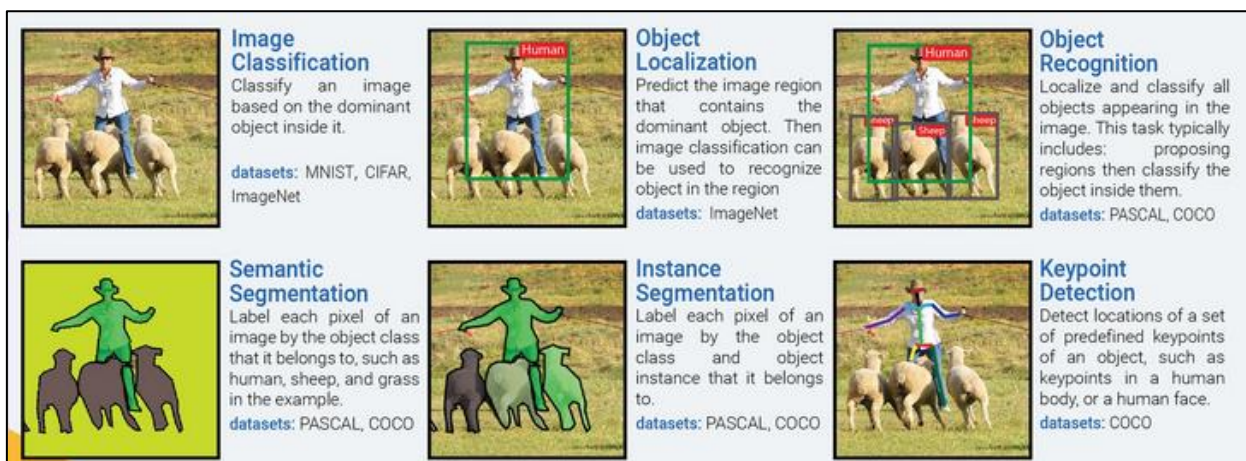 Image
Classification
Classify an image
based on the dominant
object inside it.
datasets: MNIST, CIFAR,
ImageNet
Human
Object
Localization
Predict the image region
that contains the
dominant object. Then
image classification can
be used to recognize
object in the region
datasets: ImageNet
Human
Sheep
Object
Recognition
Localize and classify all
objects appearing in the
image. This task typically
includes: proposing
regions then classify the
object inside them.
datasets: PASCAL, COCO
Semantic
Segmentation
Label each pixel of an
image by the object class
that it belongs to, such as
human, sheep, and grass
in the example.
datasets: PASCAL, COCO
Instance
Segmentation
Label each pixel of an
image by the object
class and object
instance that it belongs
to.
datasets: PASCAL, COCO
Keypoint
Detection
Detect locations of a set
of predefined keypoints
of an object, such as
keypoints in a human
body, or a human face.
datasets: COCO